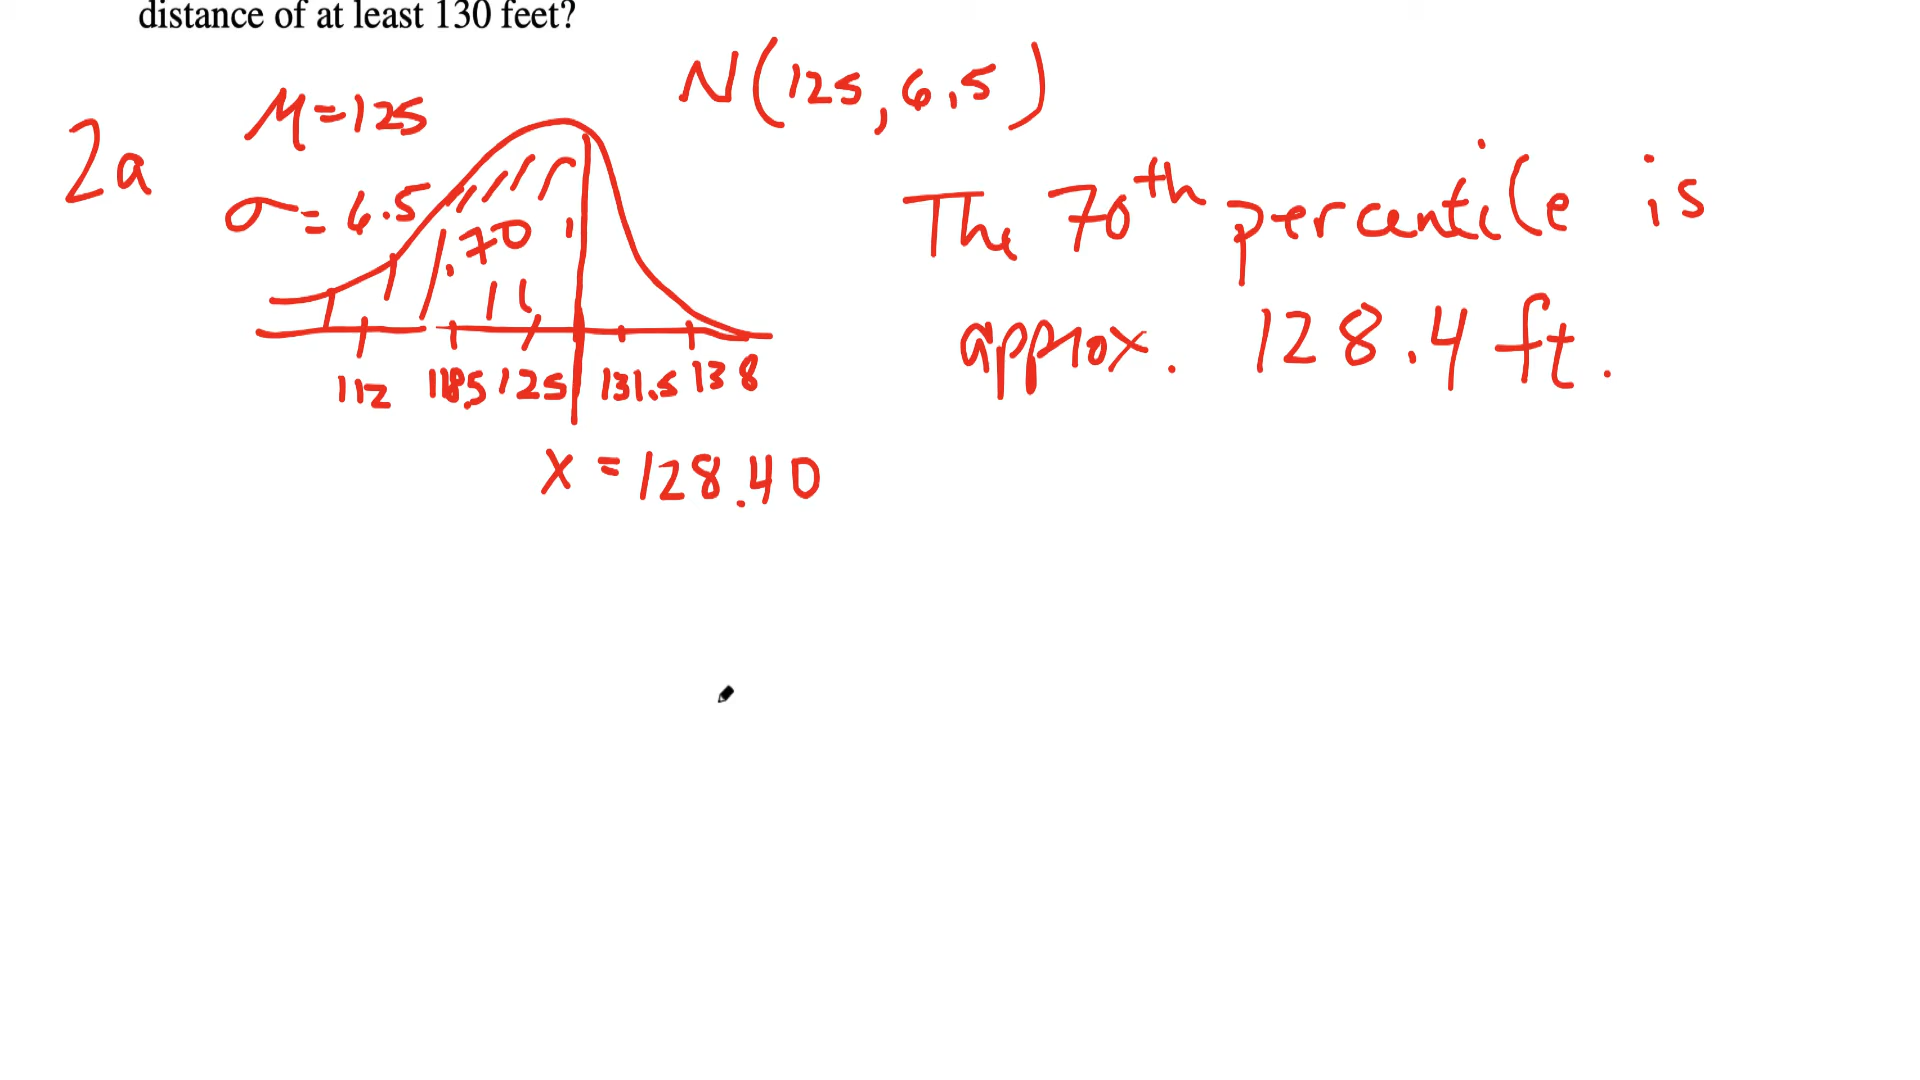 distance of at least 130 feet?
2a
μ=125
σ=6.5
N(125,6.5)
.70
112 118.5 125 131.5 138
x=128.40
The 70th percentile is
approx. 128.4 ft.